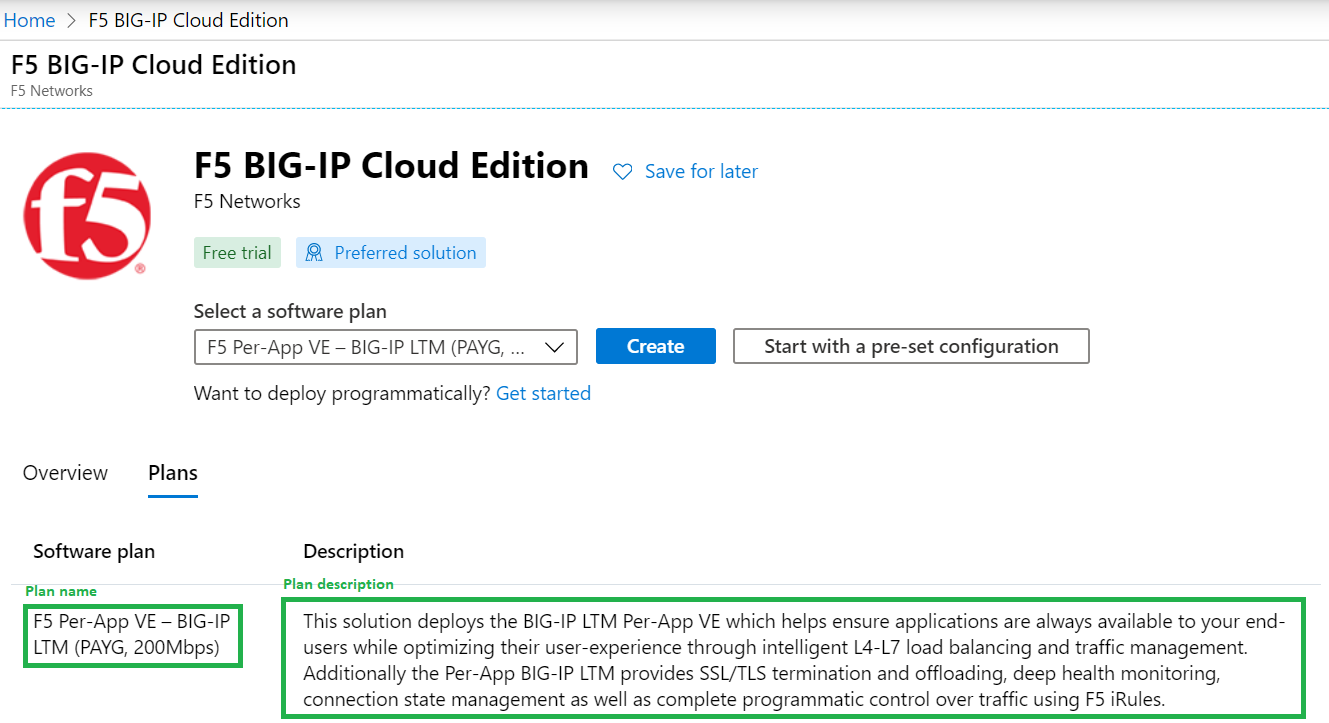 Home > F5 BIG-IP Cloud Edition
F5 BIG-IP Cloud Edition
F5 Networks
f5
®
F5 BIG-IP Cloud Edition
Save for later
F5 Networks
Free trial
Preferred solution
Select a software plan
F5 Per-App VE – BIG-IP LTM (PAYG, ...
Create
Start with a pre-set configuration
Want to deploy programmatically? Get started
Overview
Plans
Software plan
Description
Plan name
Plan description
F5 Per-App VE – BIG-IP
LTM (PAYG, 200Mbps)
This solution deploys the BIG-IP LTM Per-App VE which helps ensure applications are always available to your end-
users while optimizing their user-experience through intelligent L4-L7 load balancing and traffic management.
Additionally the Per-App BIG-IP LTM provides SSL/TLS termination and offloading, deep health monitoring,
connection state management as well as complete programmatic control over traffic using F5 iRules.